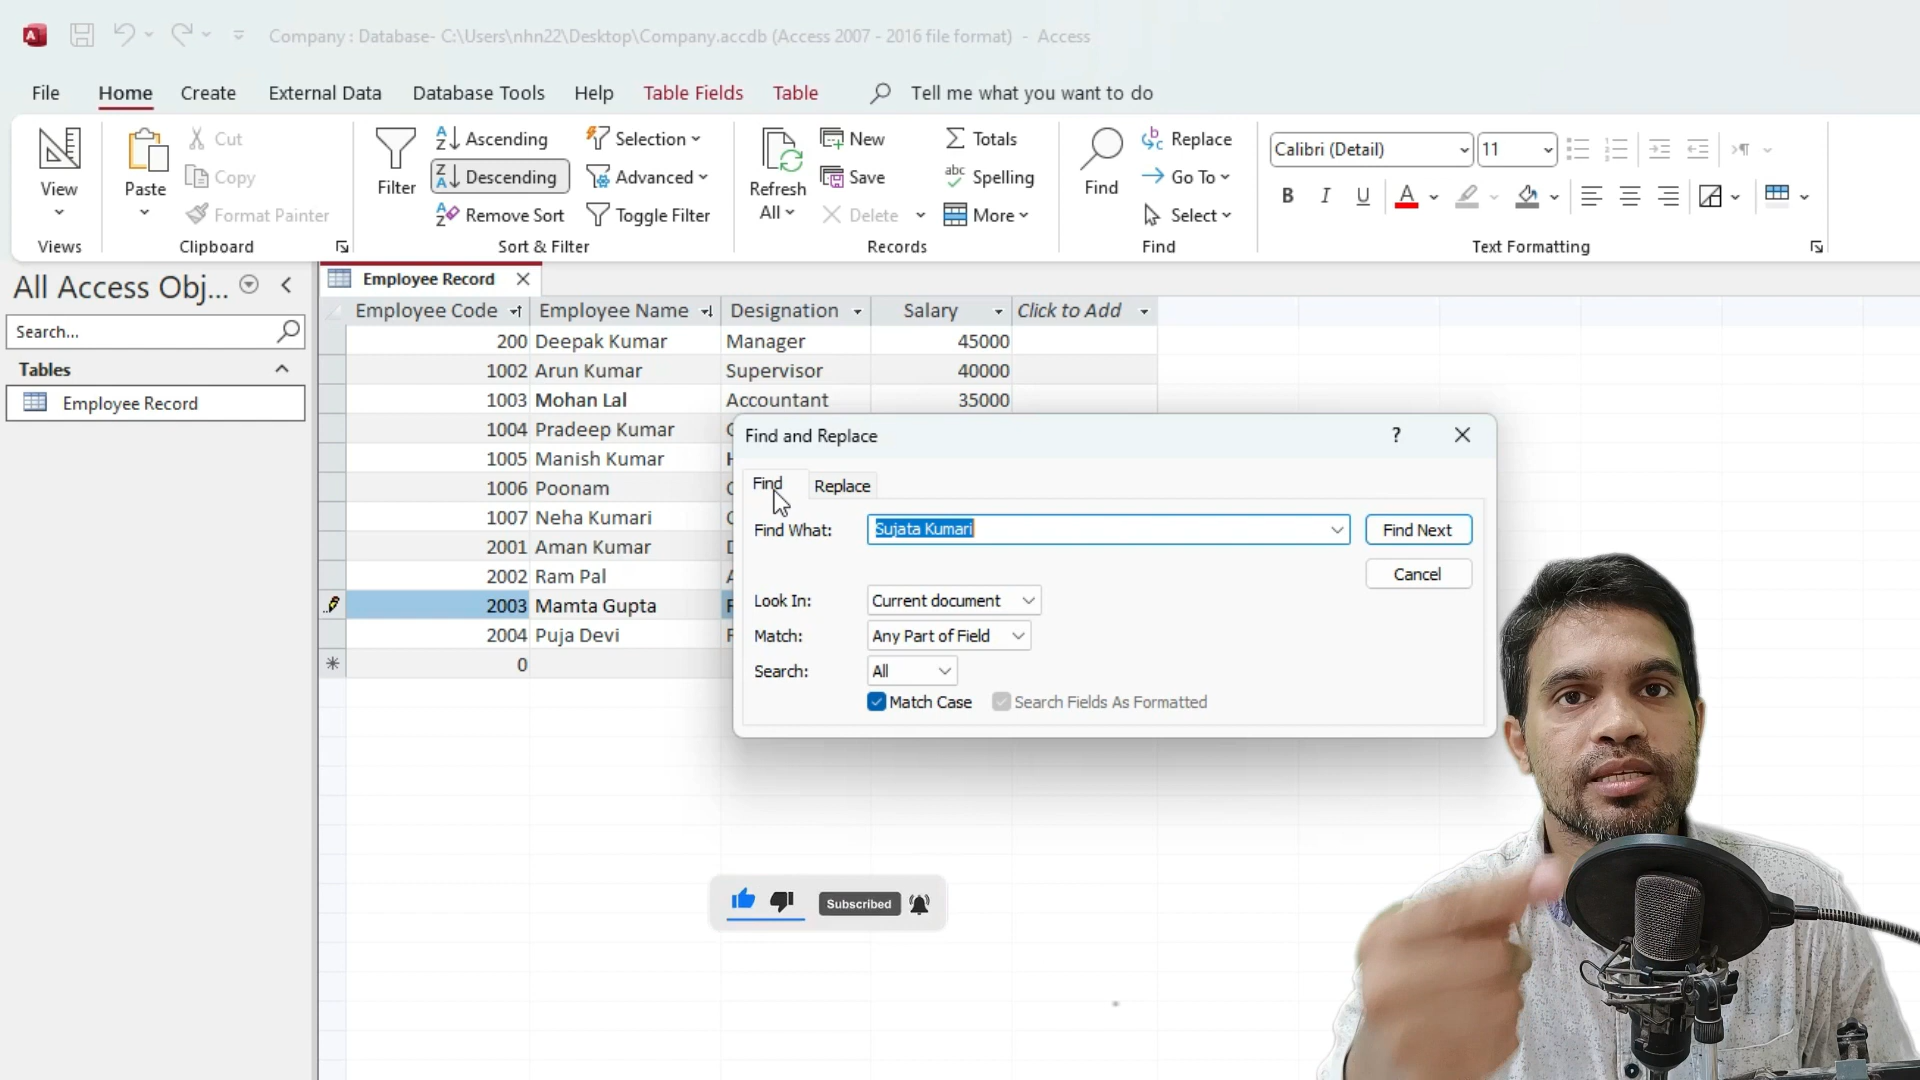 Company : Database- C:\Users\nhn22\Desktop\Company.accdb (Access 2007 - 2016 file format) - Access
File Home Create External Data Database Tools Help Table Fields Table Tell me what you want to do
View
Views
Paste
Cut
Copy
Format Painter
Clipboard
Filter
Ascending
Descending
Remove Sort
Selection
Advanced
Toggle Filter
Sort & Filter
Refresh
All
New
Save
Delete
Totals
Spelling
More
Records
Find
Replace
Go To
Select
Find
Calibri (Detail) 11
B I U A
Text Formatting
All Access Obj...
Search...
Tables
Employee Record
Employee Record
Employee Code Employee Name Designation Salary Click to Add
200 Deepak Kumar Manager 45000
1002 Arun Kumar Supervisor 40000
1003 Mohan Lal Accountant 35000
1004 Pradeep Kumar
1005 Manish Kumar
1006 Poonam
1007 Neha Kumari
2001 Aman Kumar
2002 Ram Pal
2003 Mamta Gupta
2004 Puja Devi
0
Find and Replace ?
Find Replace
Find What: Sujata Kumari Find Next
Cancel
Look In: Current document
Match: Any Part of Field
Search: All
Match Case Search Fields As Formatted
Subscribed